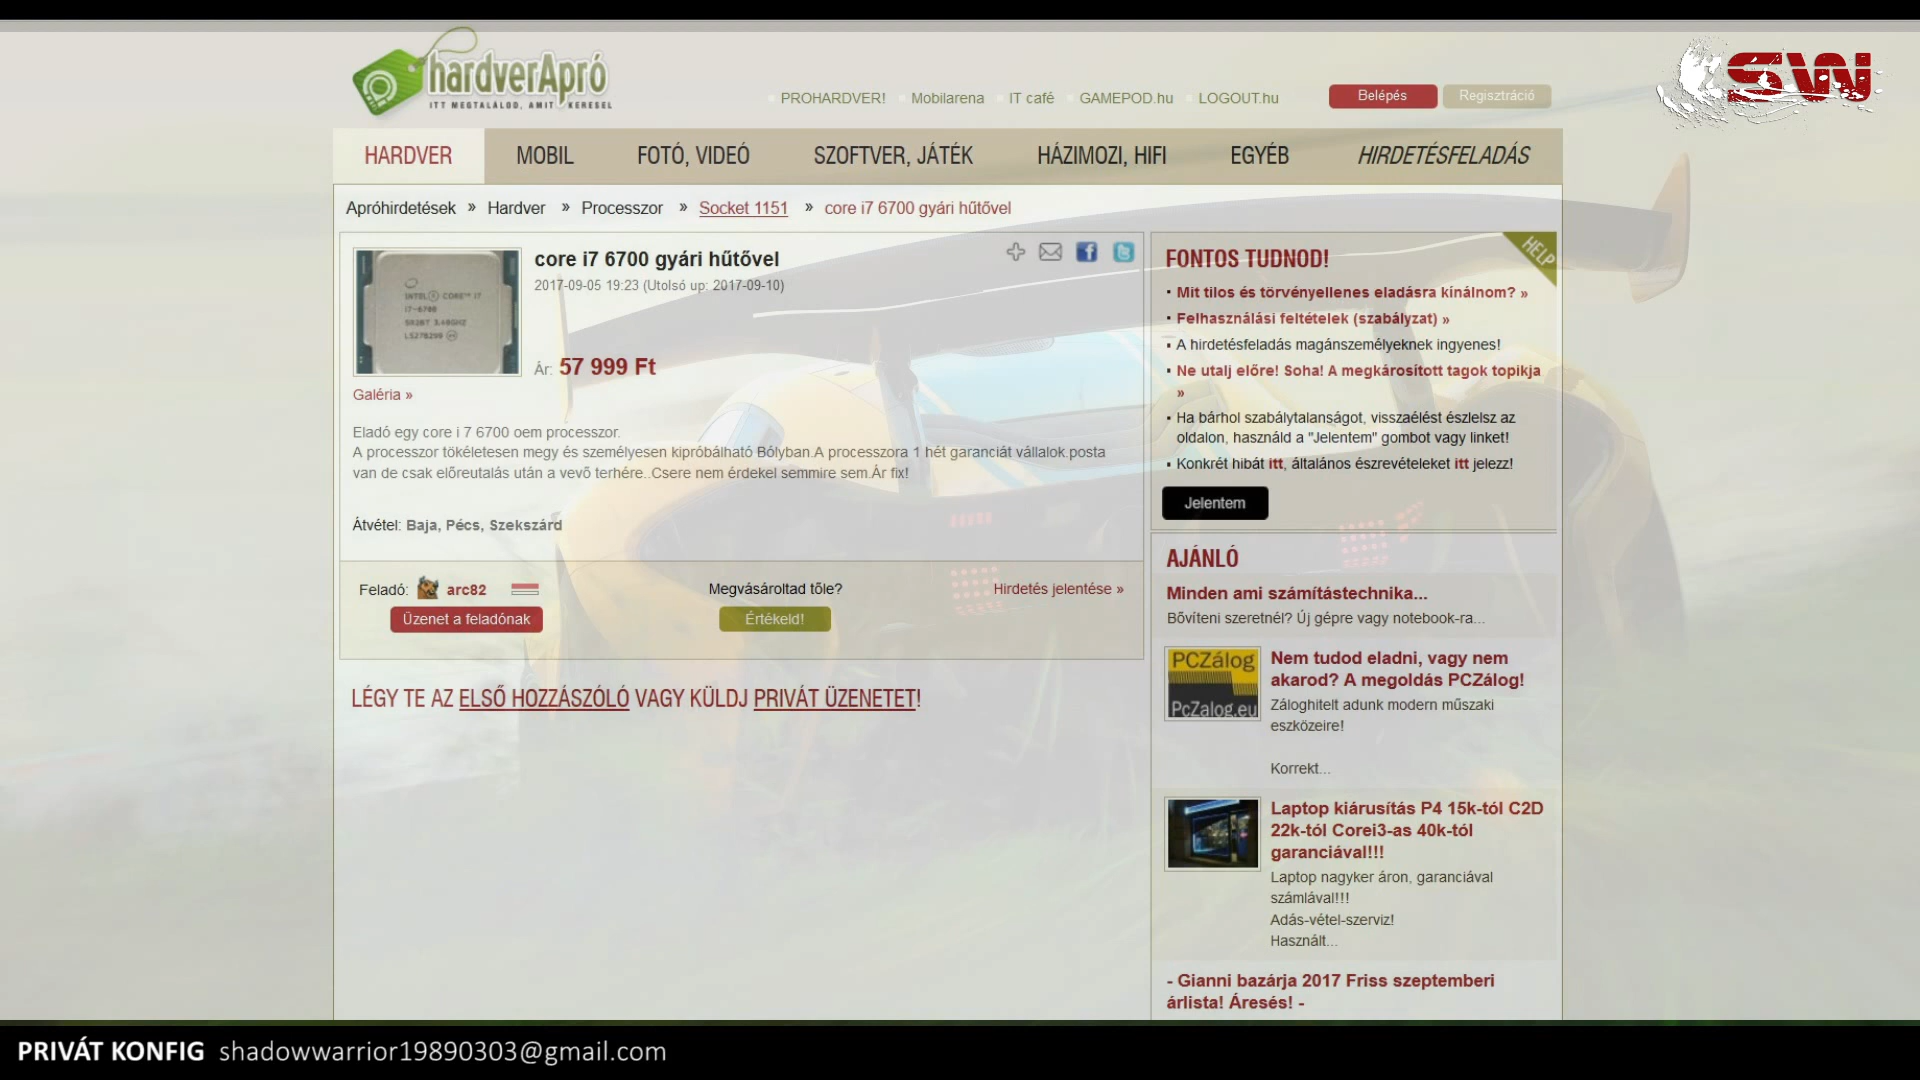 hardverApró
ITT MEGTALÁLOD, AMIT KERESEL
PROHARDVER! Mobilarena IT café GAMEPOD.hu LOGOUT.hu
Belépés Regisztráció
SW
HARDVER MOBIL FOTÓ, VIDEÓ SZOFTVER, JÁTÉK HÁZIMOZI, HIFI EGYÉB HIRDETÉSFELADÁS
Apróhirdetések » Hardver » Processzor » Socket 1151 » core i7 6700 gyári hűtővel
core i7 6700 gyári hűtővel
2017-09-05 19:23 (Utolsó up: 2017-09-10)
INTEL CORE™ i7
i7-6700
SR2BT 3.40GHZ
Ár: 57 999 Ft
Galéria »
Eladó egy core i 7 6700 oem processzor.
A processzor tökéletesen megy és személyesen kipróbálható Bólyban.A processzora 1 hét garanciát vállalok.posta
van de csak előreutalás után a vevő terhére..Csere nem érdekel semmire sem.Ár fix!
Átvétel: Baja, Pécs, Szekszárd
Feladó: arc82
Üzenet a feladónak
Megvásároltad tőle?
Értékeld!
Hirdetés jelentése »
LÉGY TE AZ ELSŐ HOZZÁSZÓLÓ VAGY KÜLDJ PRIVÁT ÜZENETET!
FONTOS TUDNOD!
HELP
Mit tilos és törvényellenes eladásra kínálnom? »
Felhasználási feltételek (szabályzat) »
A hirdetésfeladás magánszemélyeknek ingyenes!
Ne utalj előre! Soha! A megkárosított tagok topikja
»
Ha bárhol szabálytalanságot, visszaélést észlelsz az
oldalon, használd a "Jelentem" gombot vagy linket!
Konkrét hibát itt, általános észrevételeket itt jelezz!
Jelentem
AJÁNLÓ
Minden ami számítástechnika...
Bővíteni szeretnél? Új gépre vagy notebook-ra...
PCZálog
PcZalog.eu
Nem tudod eladni, vagy nem
akarod? A megoldás PCZálog!
Záloghitelt adunk modern műszaki
eszközeire!
Korrekt...
Laptop kiárusítás P4 15k-tól C2D
22k-tól Corei3-as 40k-tól
garanciával!!!
Laptop nagyker áron, garanciával
számlával!!!
Adás-vétel-szerviz!
Használt...
- Gianni bazárja 2017 Friss szeptemberi
árlista! Áresés! -
PRIVÁT KONFIG shadowwarrior19890303@gmail.com